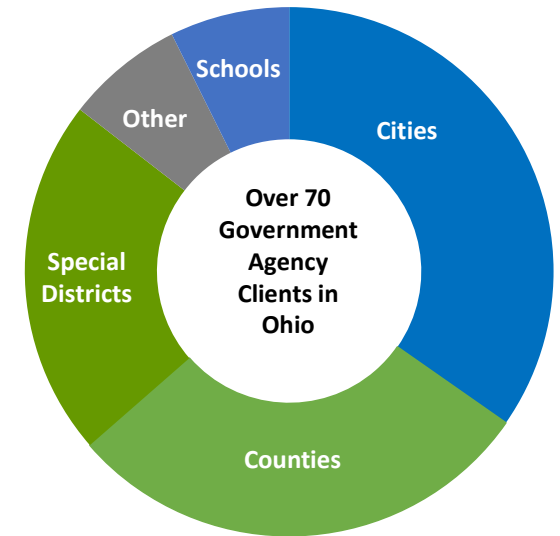 Schools
Other
Cities
Over 70
Government
Agency
Clients in
Ohio
Special
Districts
Counties